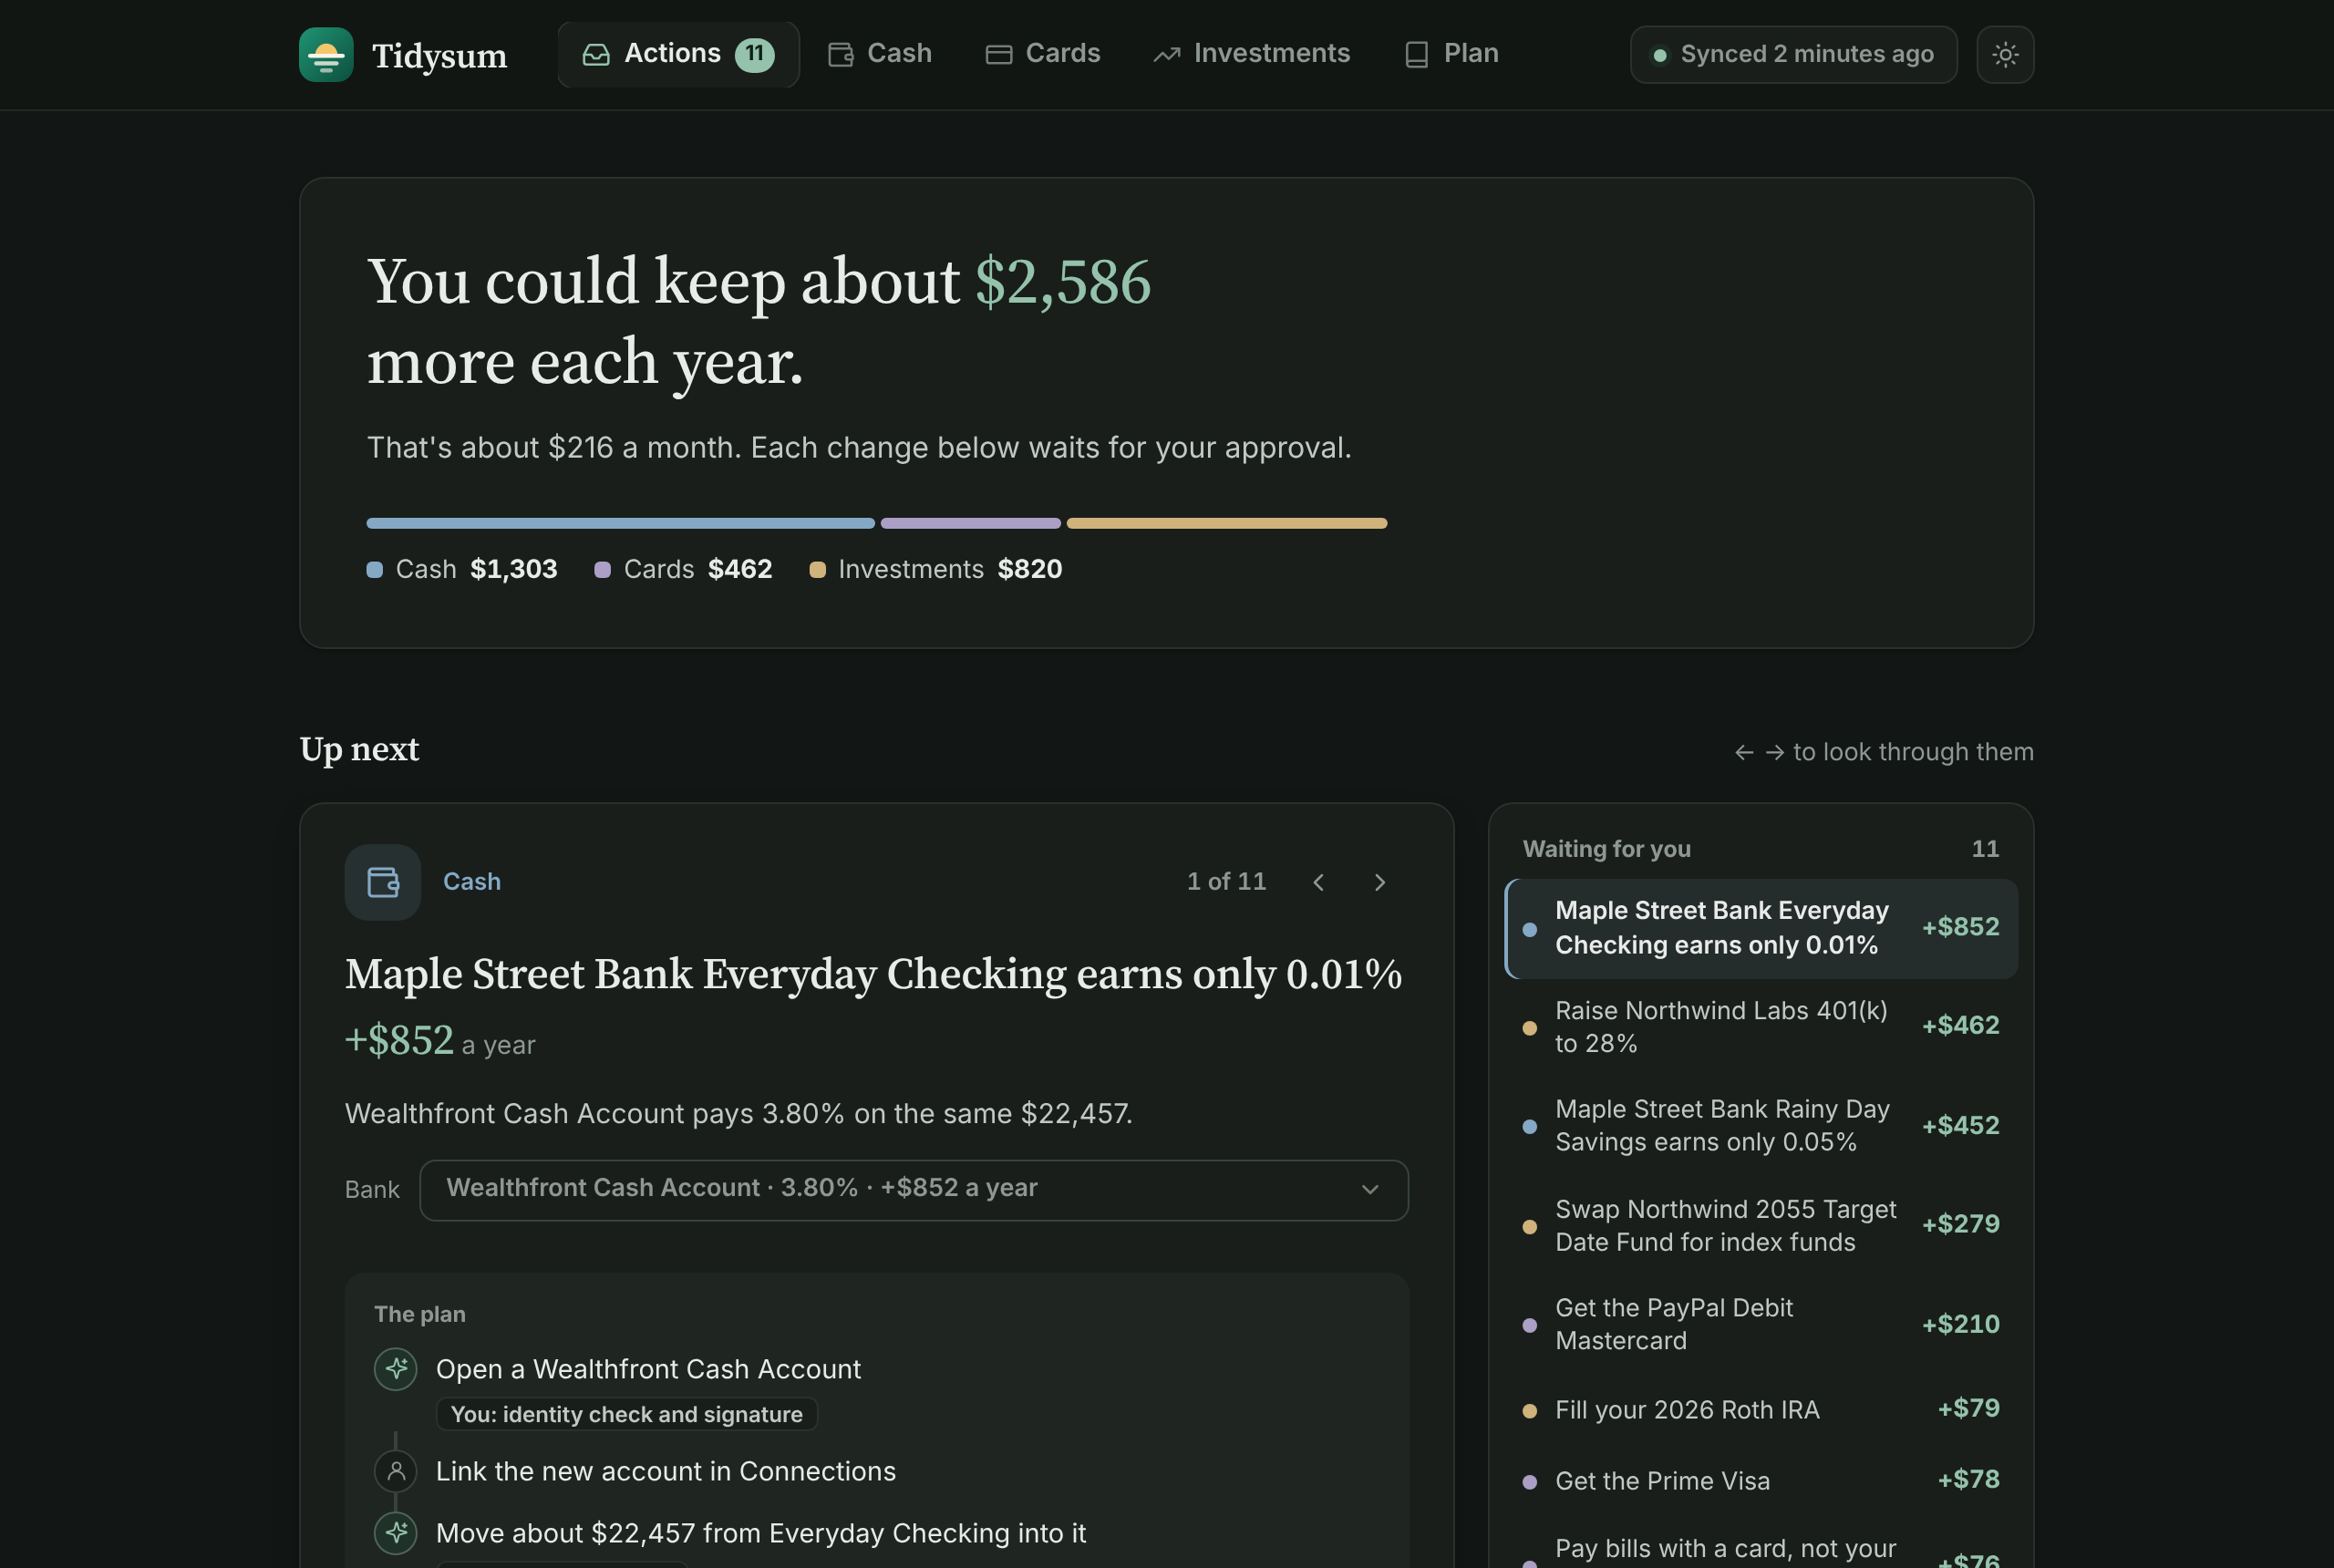 Tidysum
Actions 11
Cash
Cards
Investments
Plan
Synced 2 minutes ago
You could keep about $2,586
more each year.
That's about $216 a month. Each change below waits for your approval.
Cash $1,303
Cards $462
Investments $820
Up next
← → to look through them
Cash
1 of 11
Maple Street Bank Everyday Checking earns only 0.01%
+$852 a year
Wealthfront Cash Account pays 3.80% on the same $22,457.
Bank
Wealthfront Cash Account · 3.80% · +$852 a year
The plan
Open a Wealthfront Cash Account
You: identity check and signature
Link the new account in Connections
Move about $22,457 from Everyday Checking into it
Waiting for you 11
Maple Street Bank Everyday
Checking earns only 0.01%
+$852
Raise Northwind Labs 401(k)
to 28%
+$462
Maple Street Bank Rainy Day
Savings earns only 0.05%
+$452
Swap Northwind 2055 Target
Date Fund for index funds
+$279
Get the PayPal Debit
Mastercard
+$210
Fill your 2026 Roth IRA
+$79
Get the Prime Visa
+$78
Pay bills with a card, not your
+$76